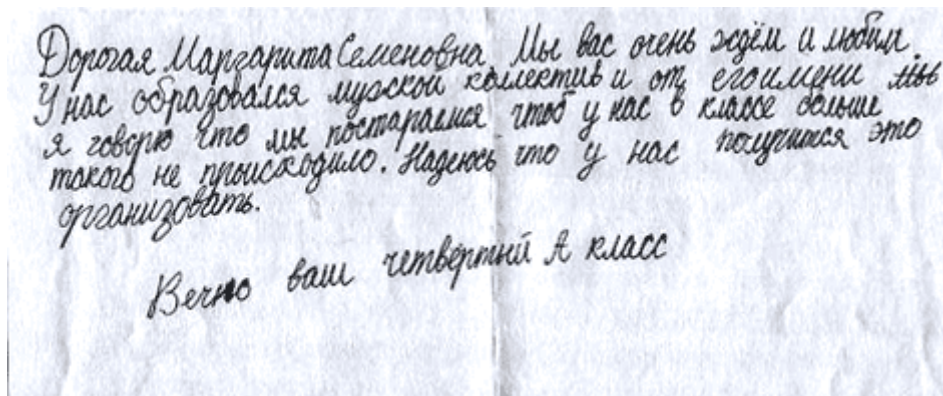 Дорогая Маргарита Семеновна. Мы вас очень ждём и любим.
У нас образовался мужской коллектив и от его имени
я говорю что мы постараемся чтоб у нас в классе больше
такого не происходило. Надеюсь что у нас получится это
организовать.
Вечно ваш четвертый А класс